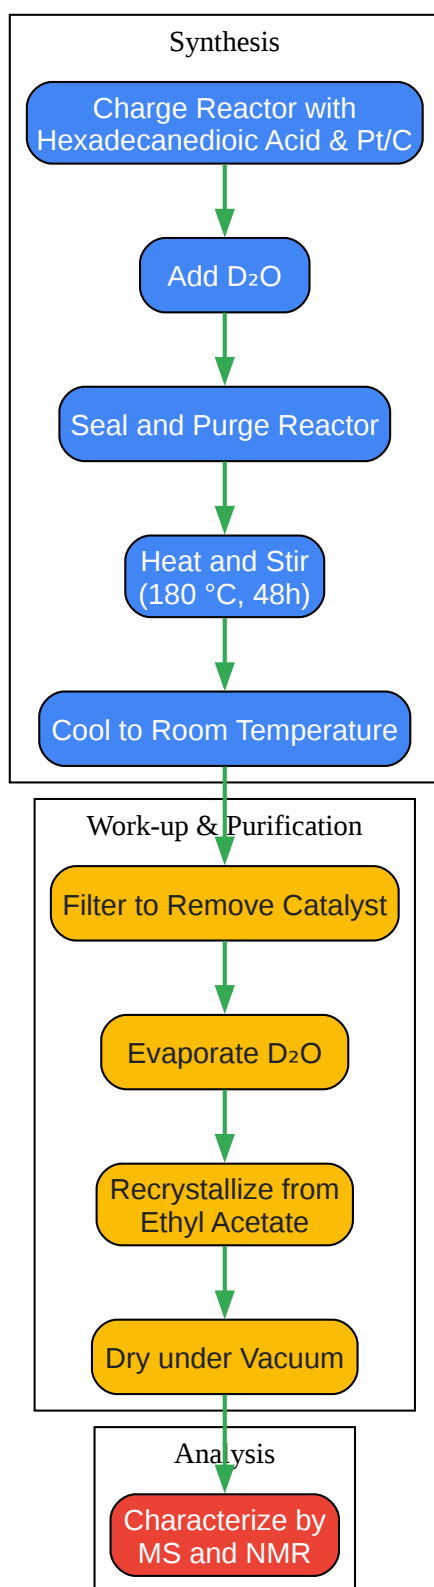 Synthesis
Charge Reactor with
Hexadecanedioic Acid & Pt/C
Add D₂O
Seal and Purge Reactor
Heat and Stir
(180 °C, 48h)
Cool to Room Temperature
Work-up & Purification
Filter to Remove Catalyst
Evaporate D₂O
Recrystallize from
Ethyl Acetate
Dry under Vacuum
Analysis
Characterize by
MS and NMR